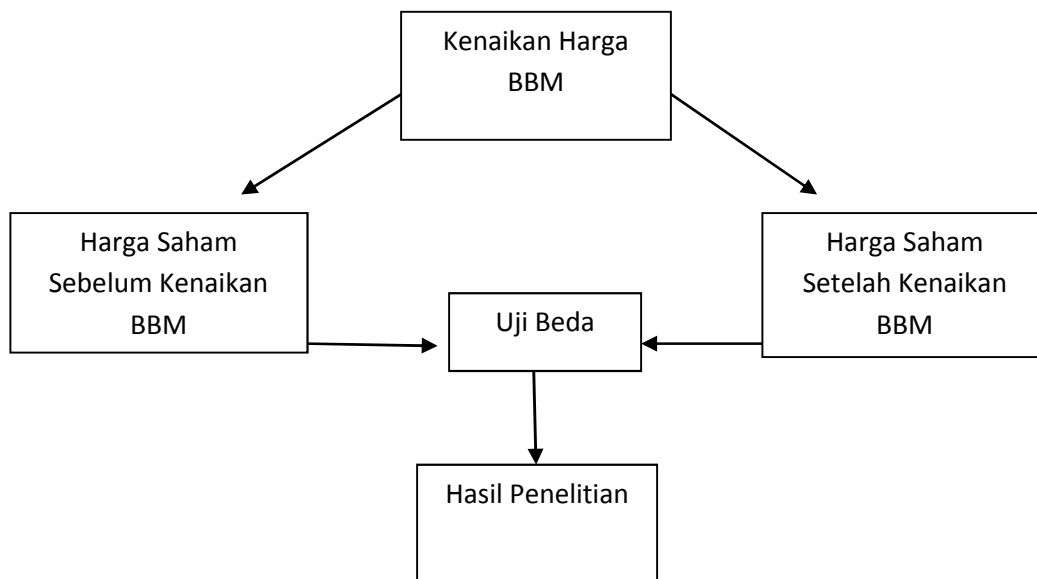 Kenaikan Harga
BBM
Harga Saham
Sebelum Kenaikan
BBM
Harga Saham
Setelah Kenaikan
BBM
Uji Beda
Hasil Penelitian